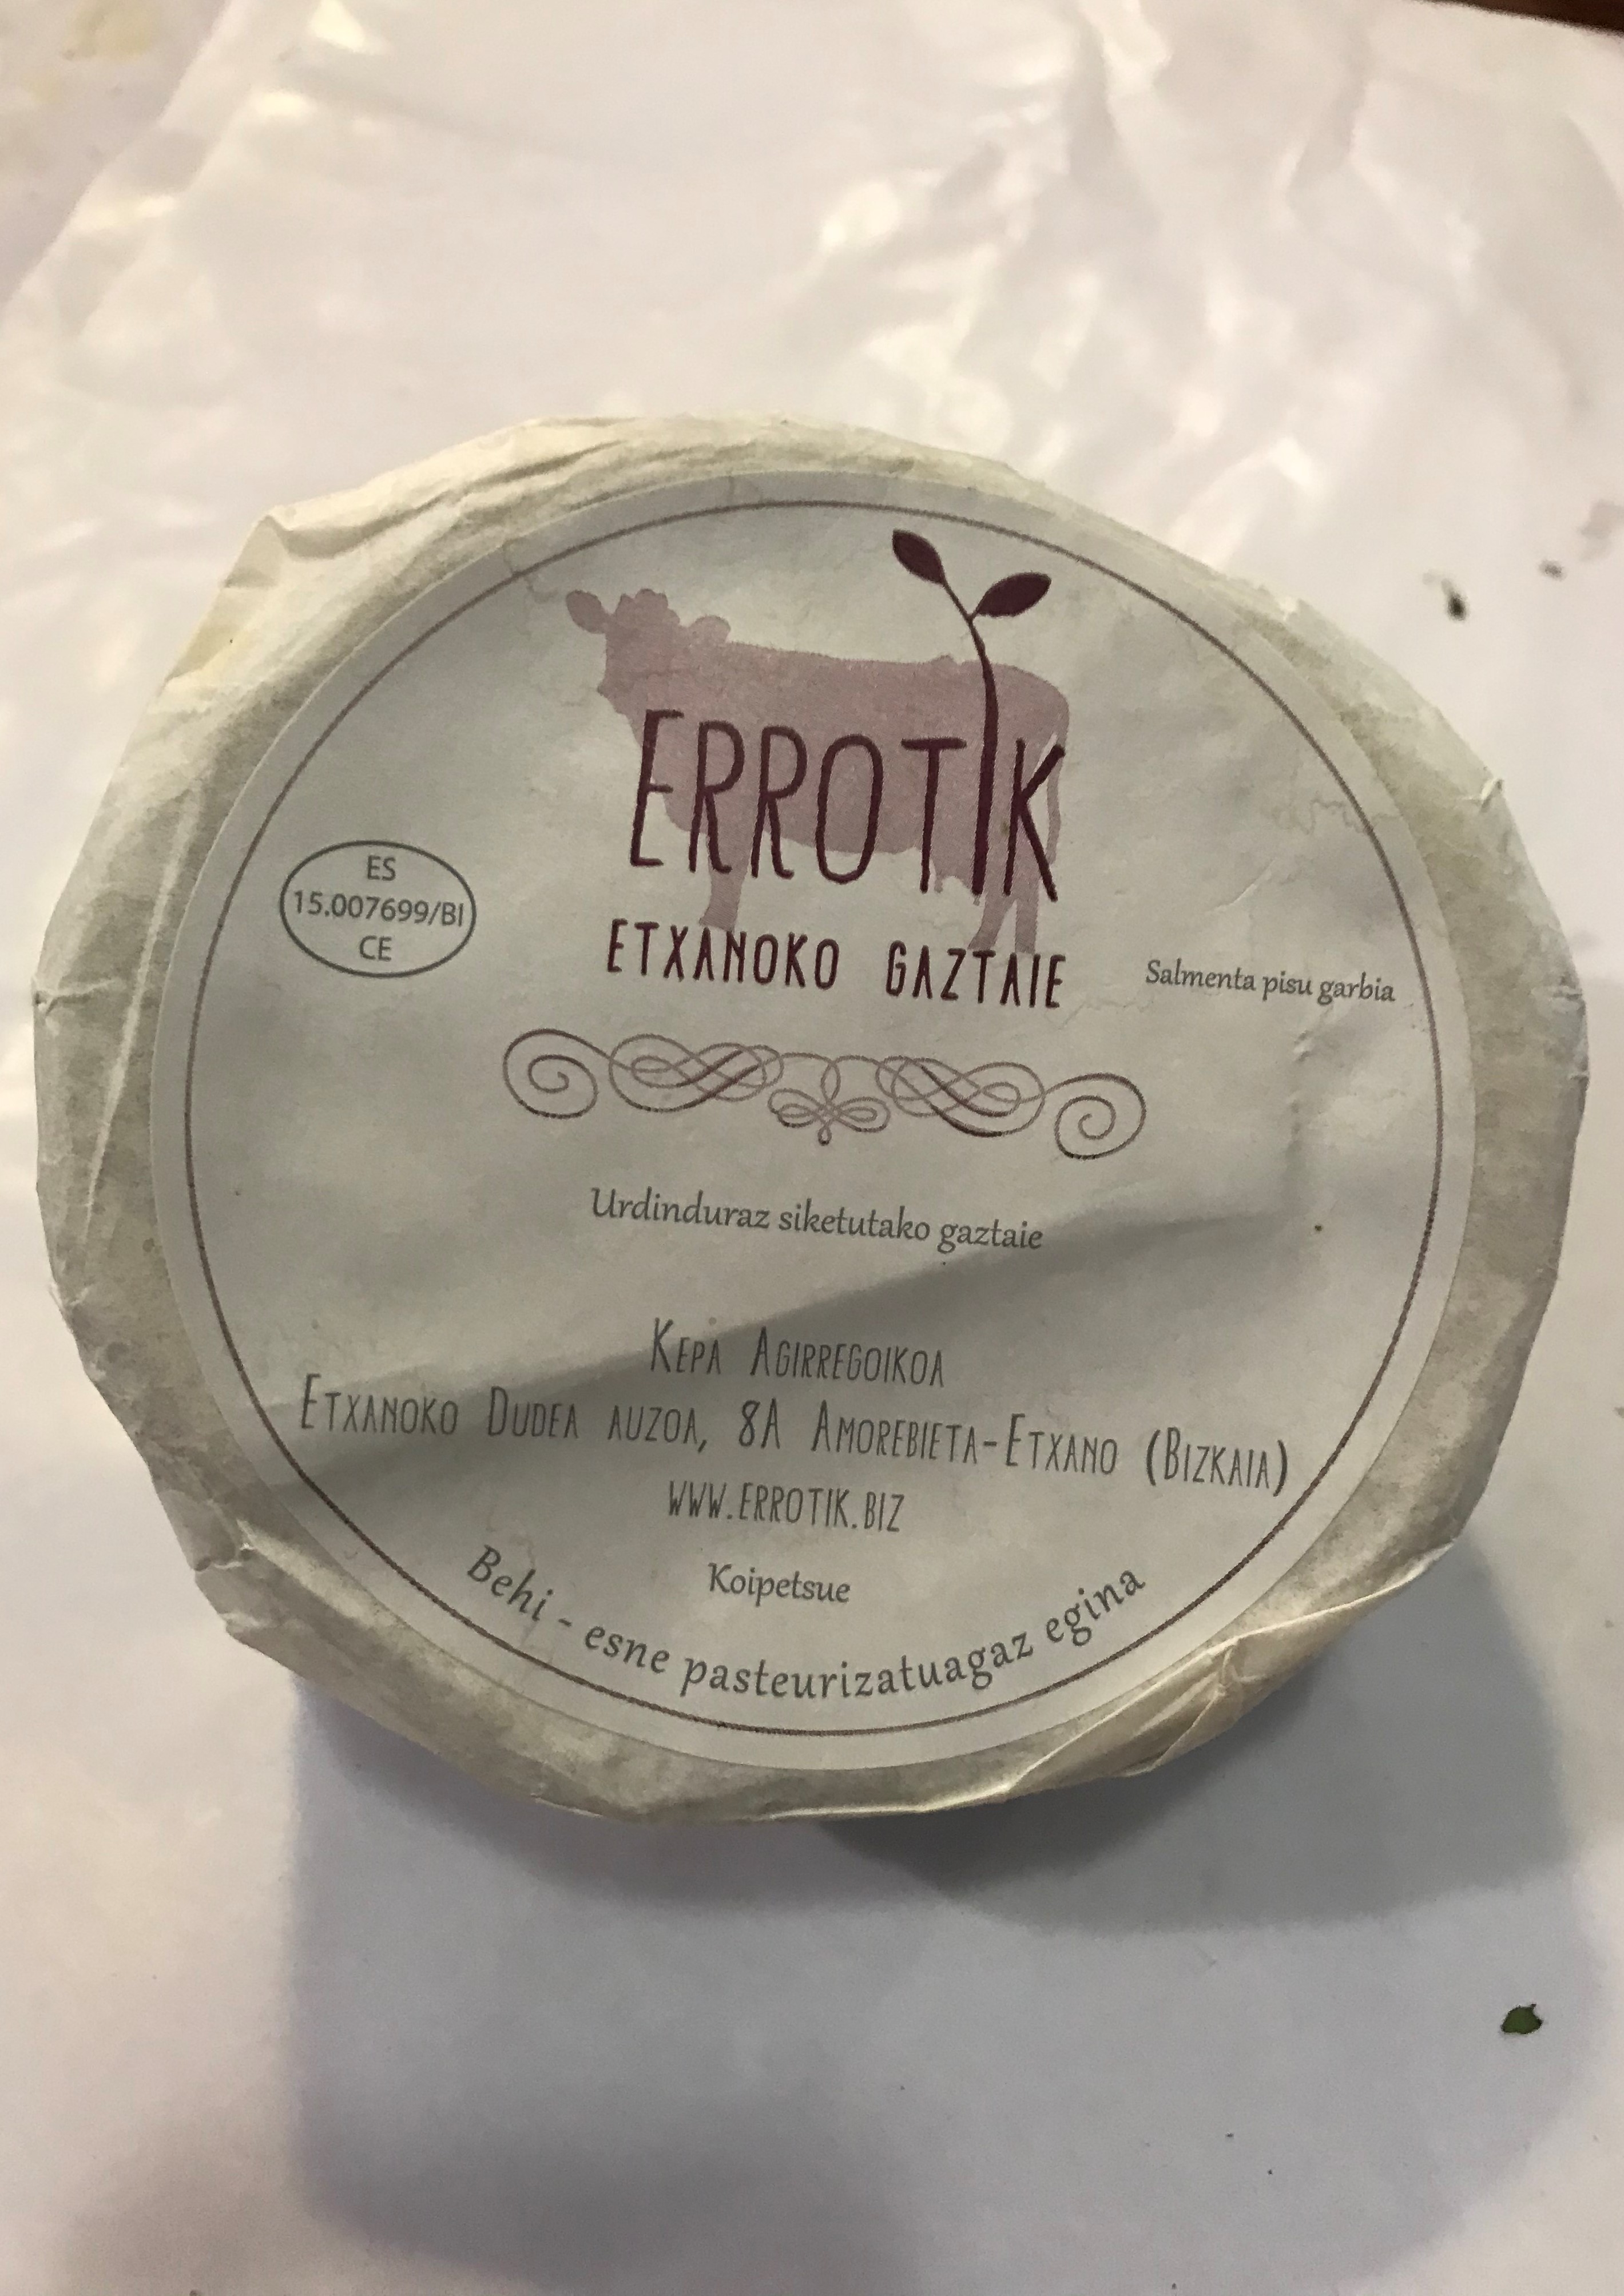 ERROTIK
ETXANOKO GAZTAIE
ES
15.007699/BI
CE
Salmenta pisu garbia
Urdinduraz siketutako gaztaie
KEPA AGIRREGOIKOA
ETXANOKO DUDEA AUZOA, 8A AMOREBIETA-ETXANO (BIZKAIA)
WWW.ERROTIK.BIZ
Koipetsue
Behi - esne pasteurizatuagaz egina